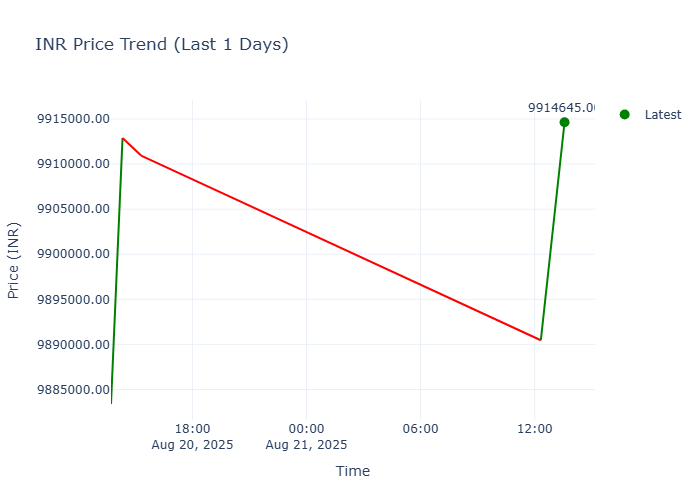 INR Price Trend (Last 1 Days)
9914645.00
Latest
9915000.00
9910000.00
9905000.00
9900000.00
9895000.00
9890000.00
9885000.00
Price (INR)
18:00
Aug 20, 2025
00:00
Aug 21, 2025
06:00
12:00
Time